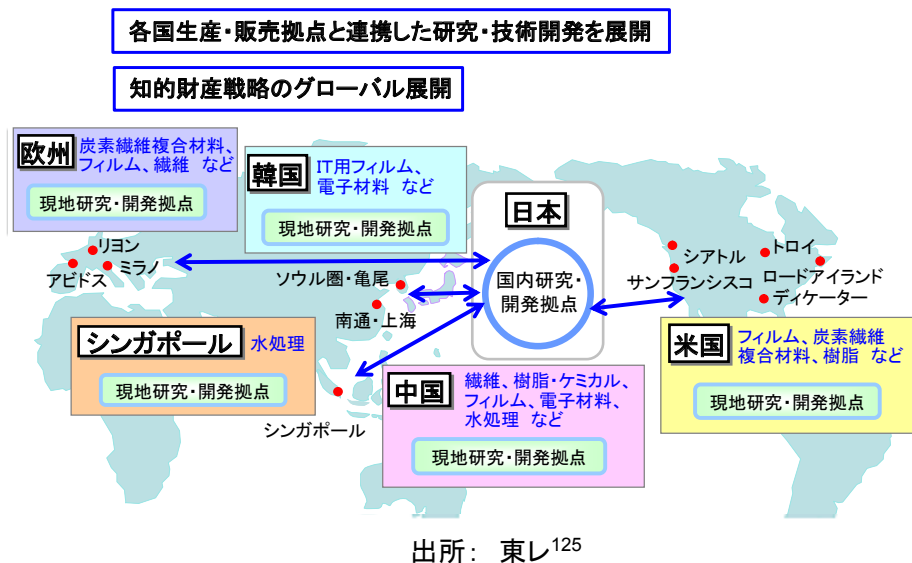 各国生産・販売拠点と連携した研究・技術開発を展開
知的財産戦略のグローバル展開
欧州
炭素繊維複合材料、
フィルム、繊維 など
現地研究・開発拠点
韓国
IT用フィルム、
電子材料 など
現地研究・開発拠点
日本
国内研究・
開発拠点
リヨン
アビドス
ミラノ
ソウル圏・亀尾
南通・上海
シアトル
サンフランシスコ
トロイ
ロードアイランド
ディケーター
シンガポール
水処理
現地研究・開発拠点
シンガポール
中国
繊維、樹脂・ケミカル、
フィルム、電子材料、
水処理 など
現地研究・開発拠点
米国
フィルム、炭素繊維
複合材料、樹脂 など
現地研究・開発拠点
出所： 東レ125